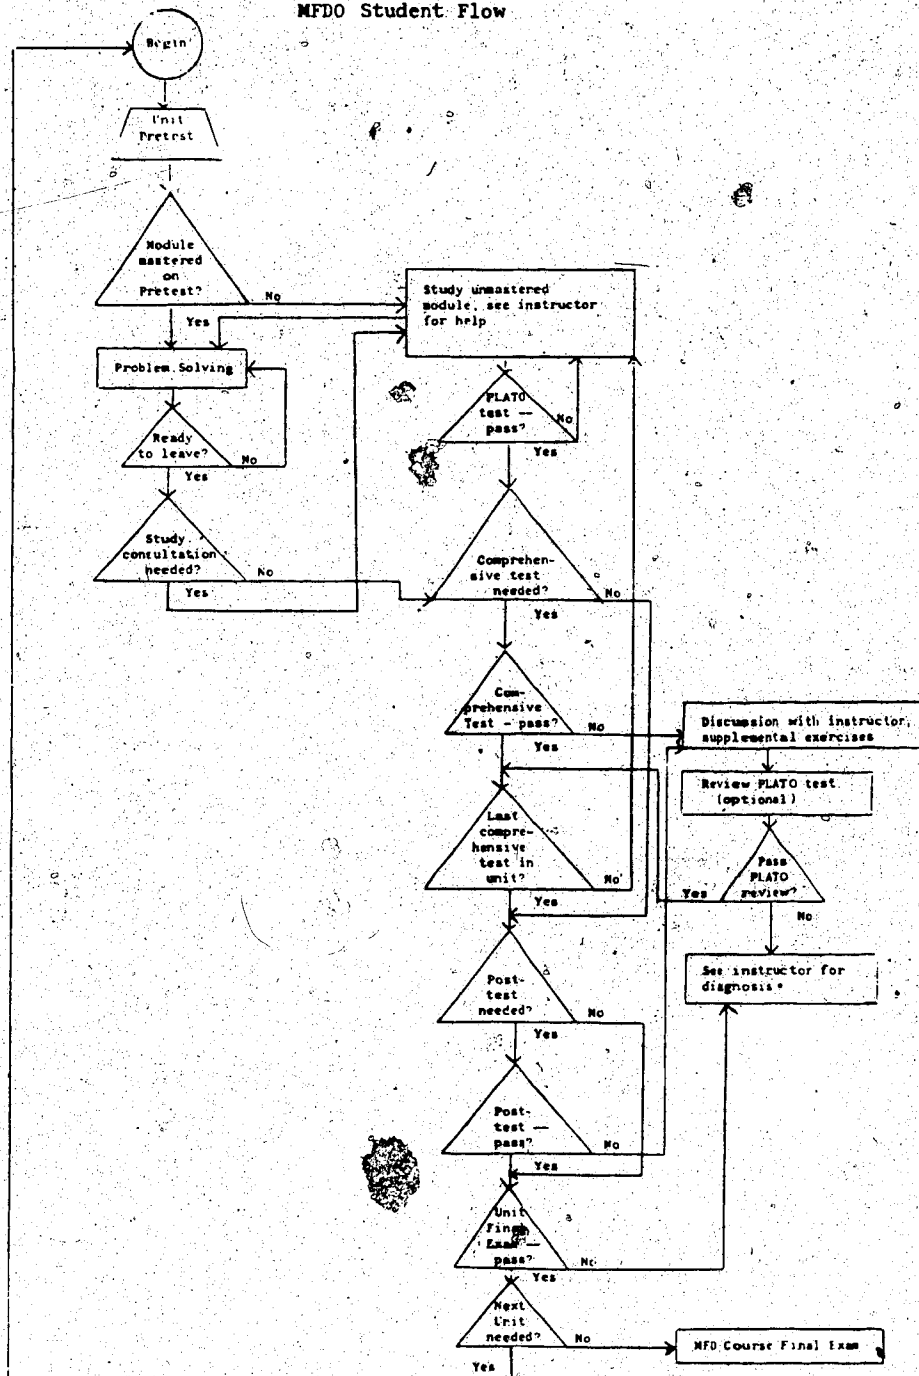 MFDO Student Flow
Begin
Unit
Pretest
Module
mastered
on
Pretest?
No
Yes
Study unmastered
module, see instructor
for help
Problem Solving
PLATO
test —
pass?
No
Yes
Ready
to leave?
No
Yes
Study
consultation
needed?
No
Yes
Comprehen-
sive test
needed?
No
Yes
Com-
prehensive
Test - pass?
No
Yes
Discussion with instructor,
supplemental exercises
Review PLATO test
(optional)
Last
compre-
hensive
test in
unit?
No
Yes
Pass
PLATO
review?
Yes
No
See instructor for
diagnosis
Post-
test
needed?
No
Yes
Post-
test —
pass?
No
Yes
Unit
Final
Exam —
pass?
No
Yes
Next
Unit
needed?
No
Yes
MFD Course Final Exam